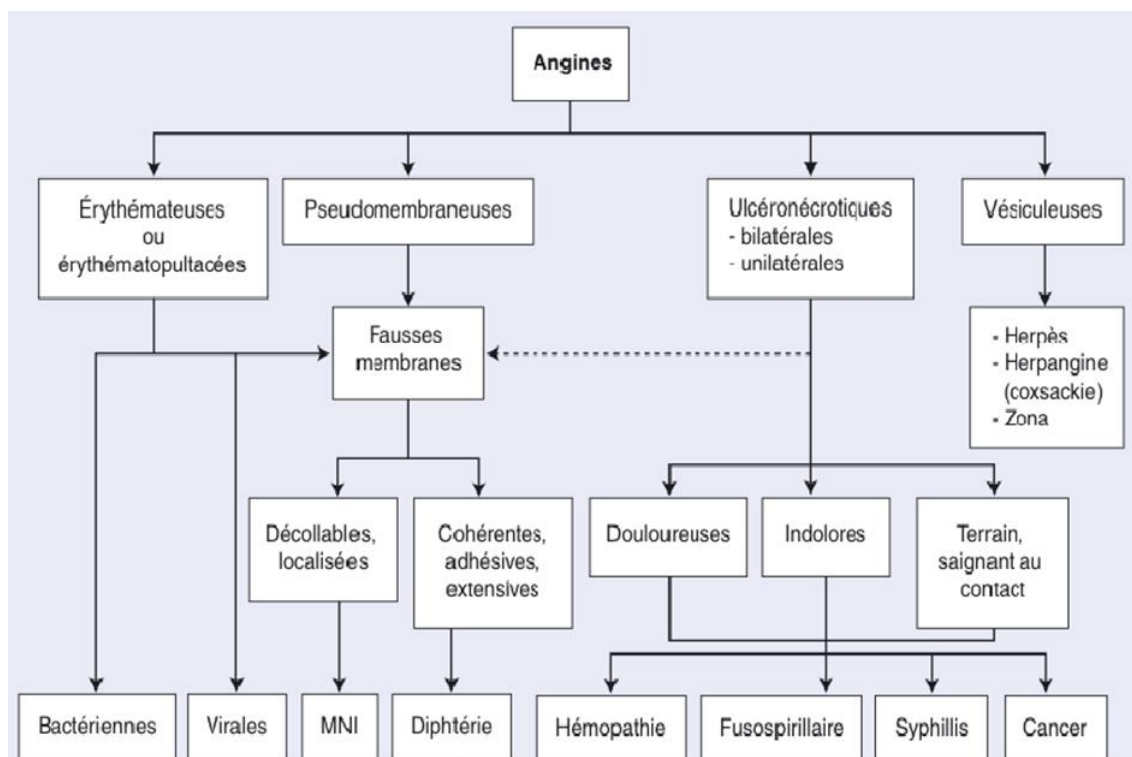 Angines
Érythémateuses
ou
érythématopultacées
Pseudomembraneuses
Ulcéronécrotiques
- bilatérales
- unilatérales
Vésiculeuses
Fausses
membranes
- Herpès
- Herpangine
(coxsackie)
- Zona
Décollables,
localisées
Cohérentes,
adhésives,
extensives
Douloureuses
Indolores
Terrain,
saignant au
contact
Bactériennes
Virales
MNI
Diphtérie
Hémopathie
Fusospirillaire
Syphillis
Cancer